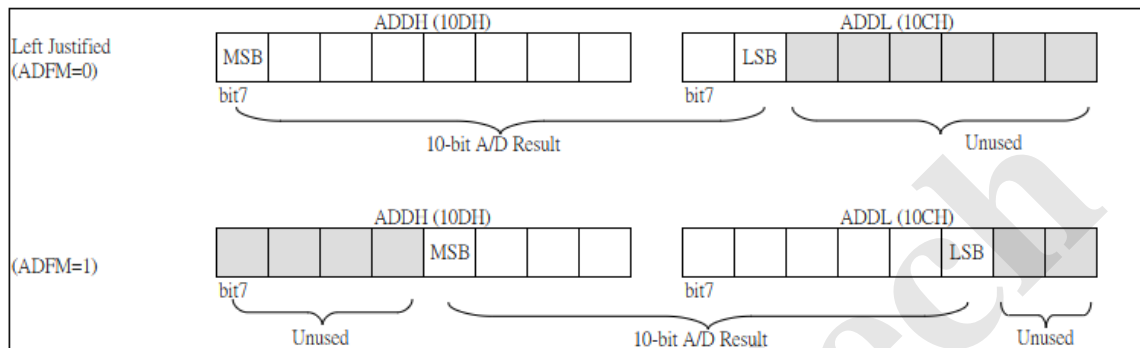 ADDH (10DH) ADDL (10CH)
Left Justified
(ADFM=0)
MSB LSB
bit7 bit7
10-bit A/D Result Unused
ADDH (10DH) ADDL (10CH)
(ADFM=1)
MSB LSB
bit7 bit7
Unused 10-bit A/D Result Unused
ech